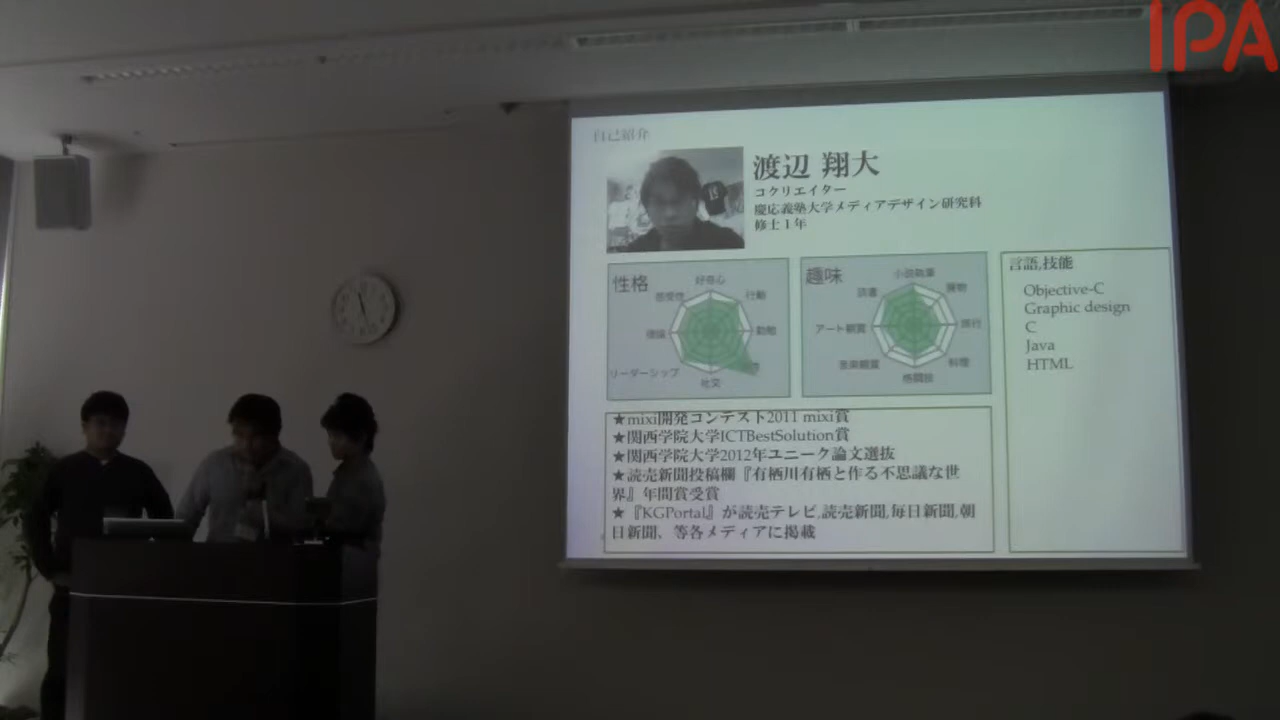 IPA
自己紹介
渡辺 翔大
コクリエイター
慶応義塾大学メディアデザイン研究科
修士1年
性格
好奇心
行動
感受性
理論
リーダーシップ
社交
趣味
小説執筆
買物
読書
旅行
アート観賞
料理
音楽観賞
格闘技
言語,技能
Objective-C
Graphic design
C
Java
HTML
★mixi開発コンテスト2011 mixi賞
★関西学院大学ICTBestSolution賞
★関西学院大学2012年ユニーク論文選抜
★読売新聞投稿欄『有栖川有栖と作る不思議な世
界』年間賞受賞
★『KGPortal』が読売テレビ,読売新聞,毎日新聞,朝
日新聞、等各メディアに掲載